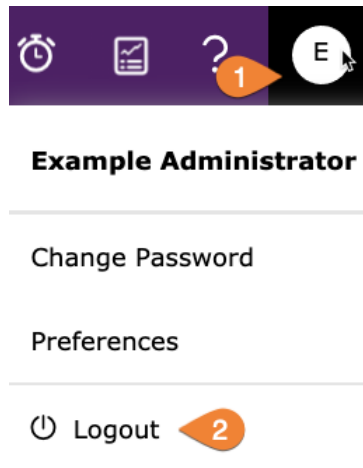 ? 1 E
Example Administrator
Change Password
Preferences
Logout 2